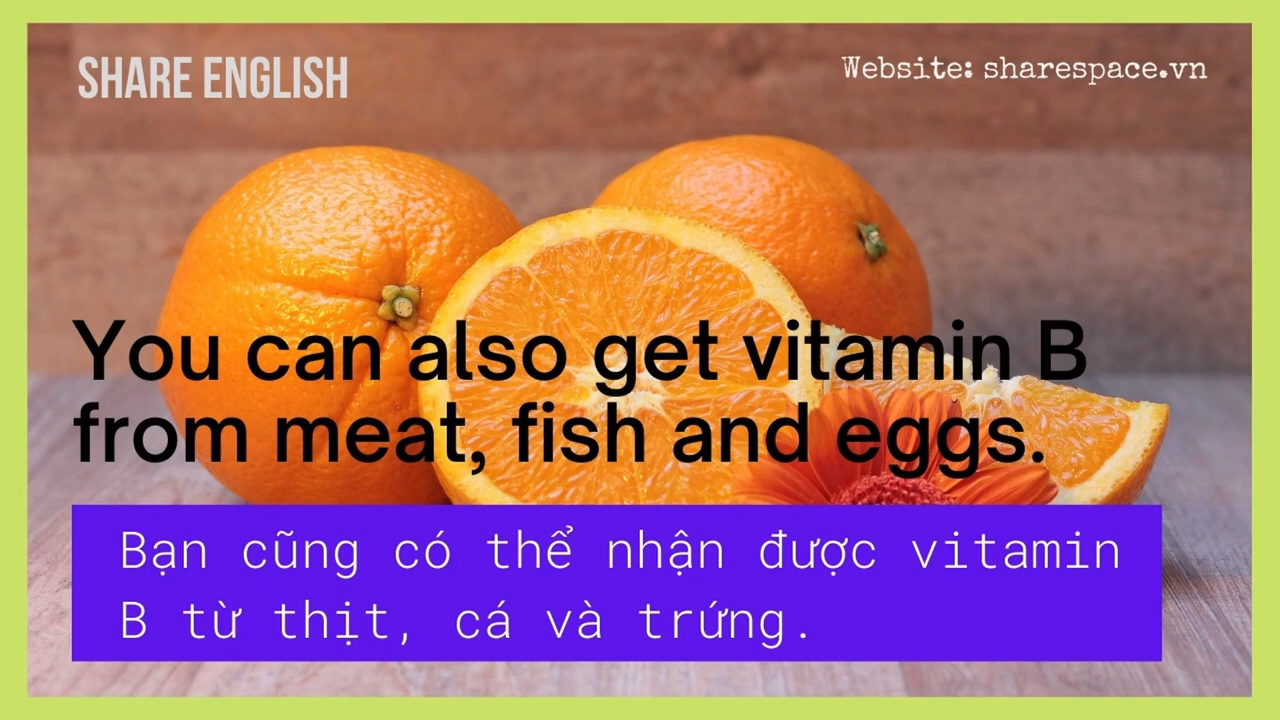 SHARE ENGLISH
Website: sharespace.vn
You can also get vitamin B
from meat, fish and eggs.
Bạn cũng có thể nhận được vitamin
B từ thịt, cá và trứng.